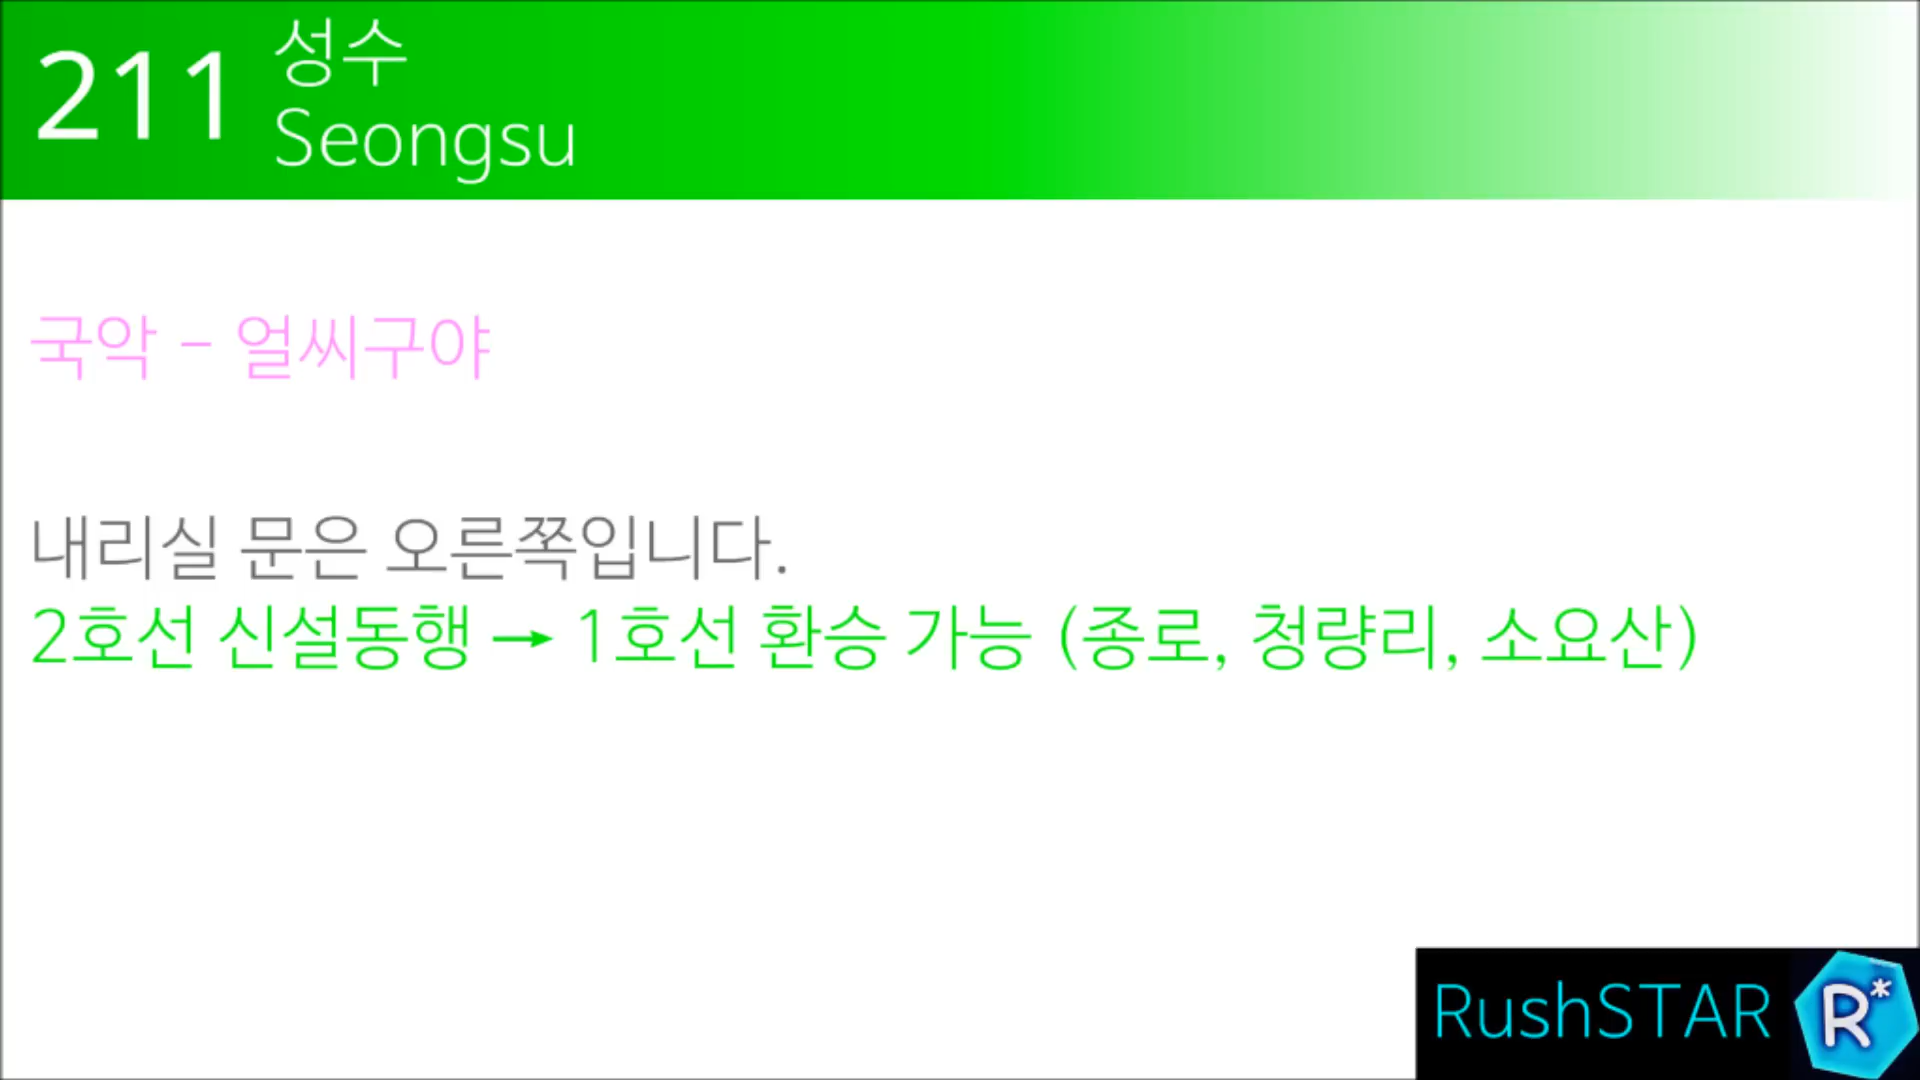 211
성수
Seongsu
국악 - 얼씨구야
내리실 문은 오른쪽입니다.
2호선 신설동행 → 1호선 환승 가능 (종로, 청량리, 소요산)
RushSTAR R*